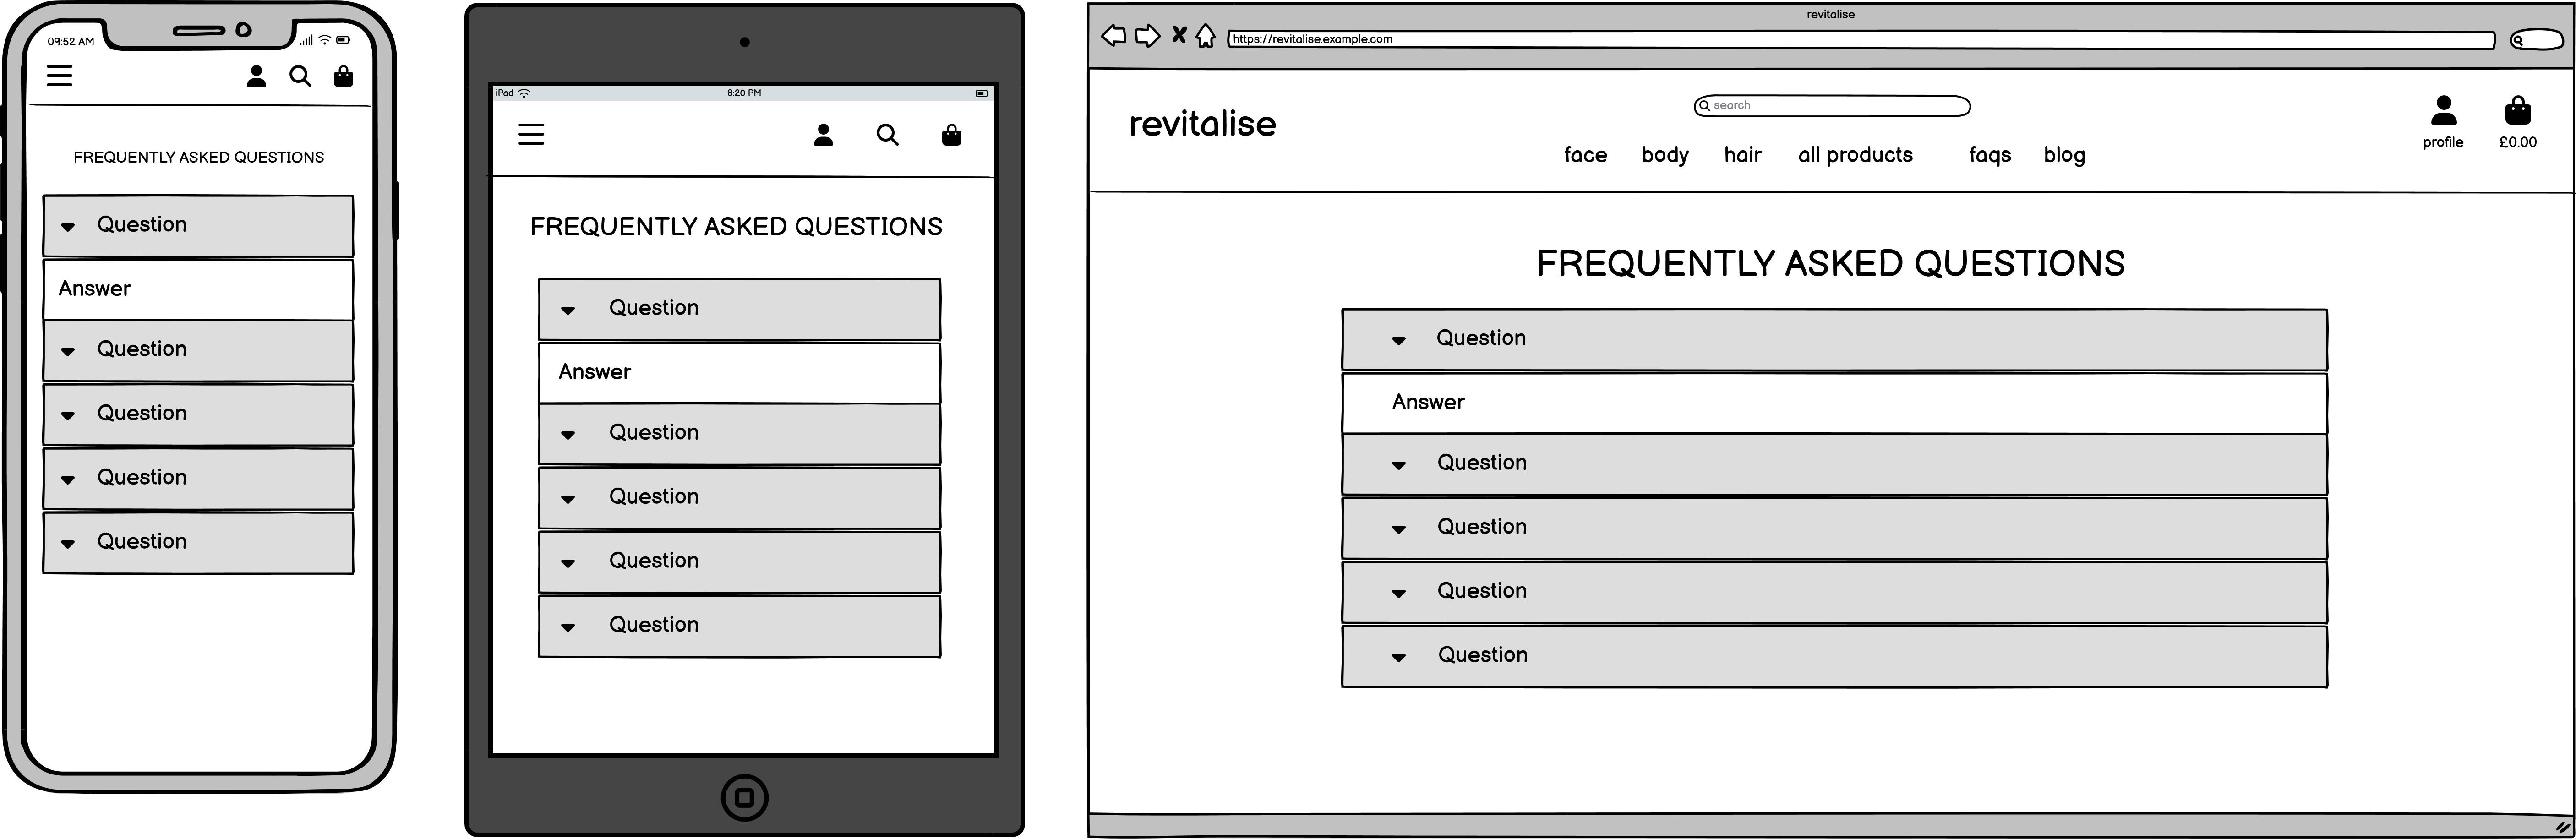 09:52 AM
FREQUENTLY ASKED QUESTIONS
Question
Answer
Question
Question
Question
Question
iPad
8:20 PM
FREQUENTLY ASKED QUESTIONS
Question
Answer
Question
Question
Question
Question
revitalise
https://revitalise.example.com
revitalise
search
face body hair all products faqs blog
profile
£0.00
FREQUENTLY ASKED QUESTIONS
Question
Answer
Question
Question
Question
Question